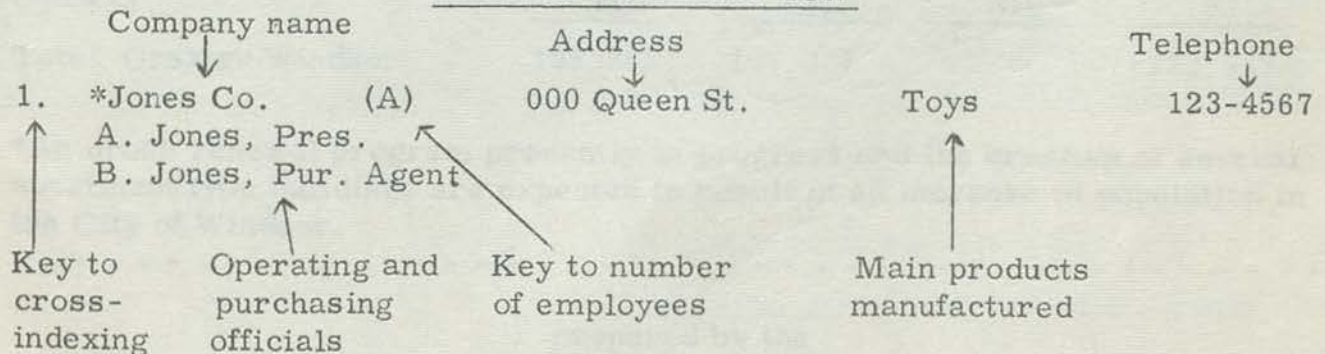 Company name Address Telephone
1. *Jones Co. (A) 000 Queen St. Toys 123-4567
A. Jones, Pres.
B. Jones, Pur. Agent
Key to cross-indexing
Operating and purchasing officials
Key to number of employees
Main products manufactured